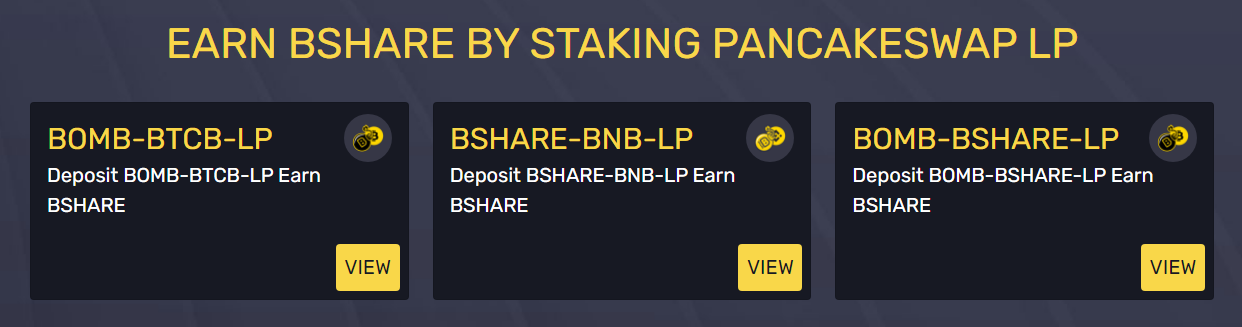 EARN BSHARE BY STAKING PANCAKESWAP LP
BOMB-BTCB-LP
Deposit BOMB-BTCB-LP Earn
BSHARE
VIEW
BSHARE-BNB-LP
Deposit BSHARE-BNB-LP Earn
BSHARE
VIEW
BOMB-BSHARE-LP
Deposit BOMB-BSHARE-LP Earn
BSHARE
VIEW